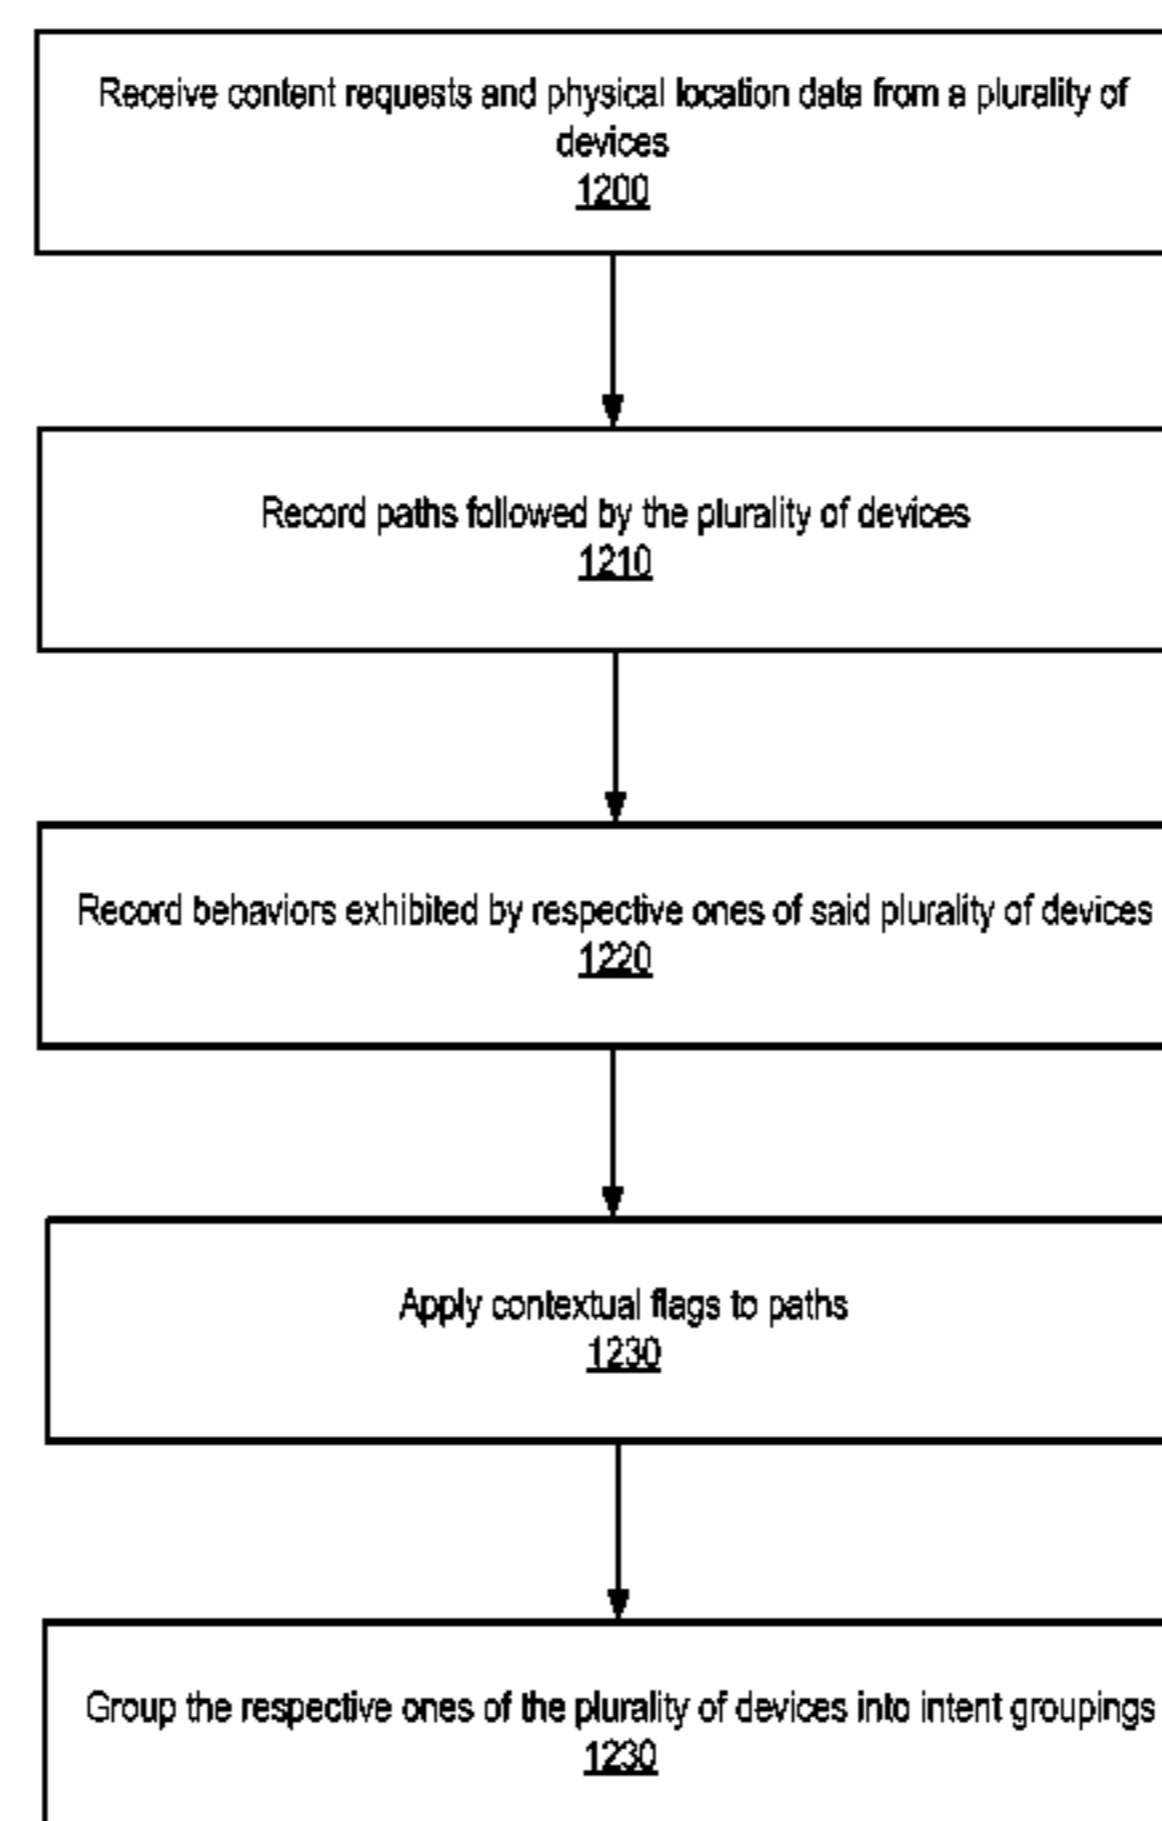 Receive content requests and physical location data from a plurality of
devices
1200
Record paths followed by the plurality of devices
1210
Record behaviors exhibited by respective ones of said plurality of devices
1220
Apply contextual flags to paths
1230
Group the respective ones of the plurality of devices into intent groupings
1230